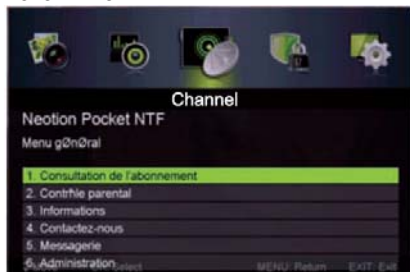 Channel
Neotion Pocket NTF
Menu gØnØral
1. Consultation de l'abonnement
2. Contrhle parental
3. Informations
4. Contactez-nous
5. Messagerie
6. Administration
Select MENU: Return EXIT: Exit